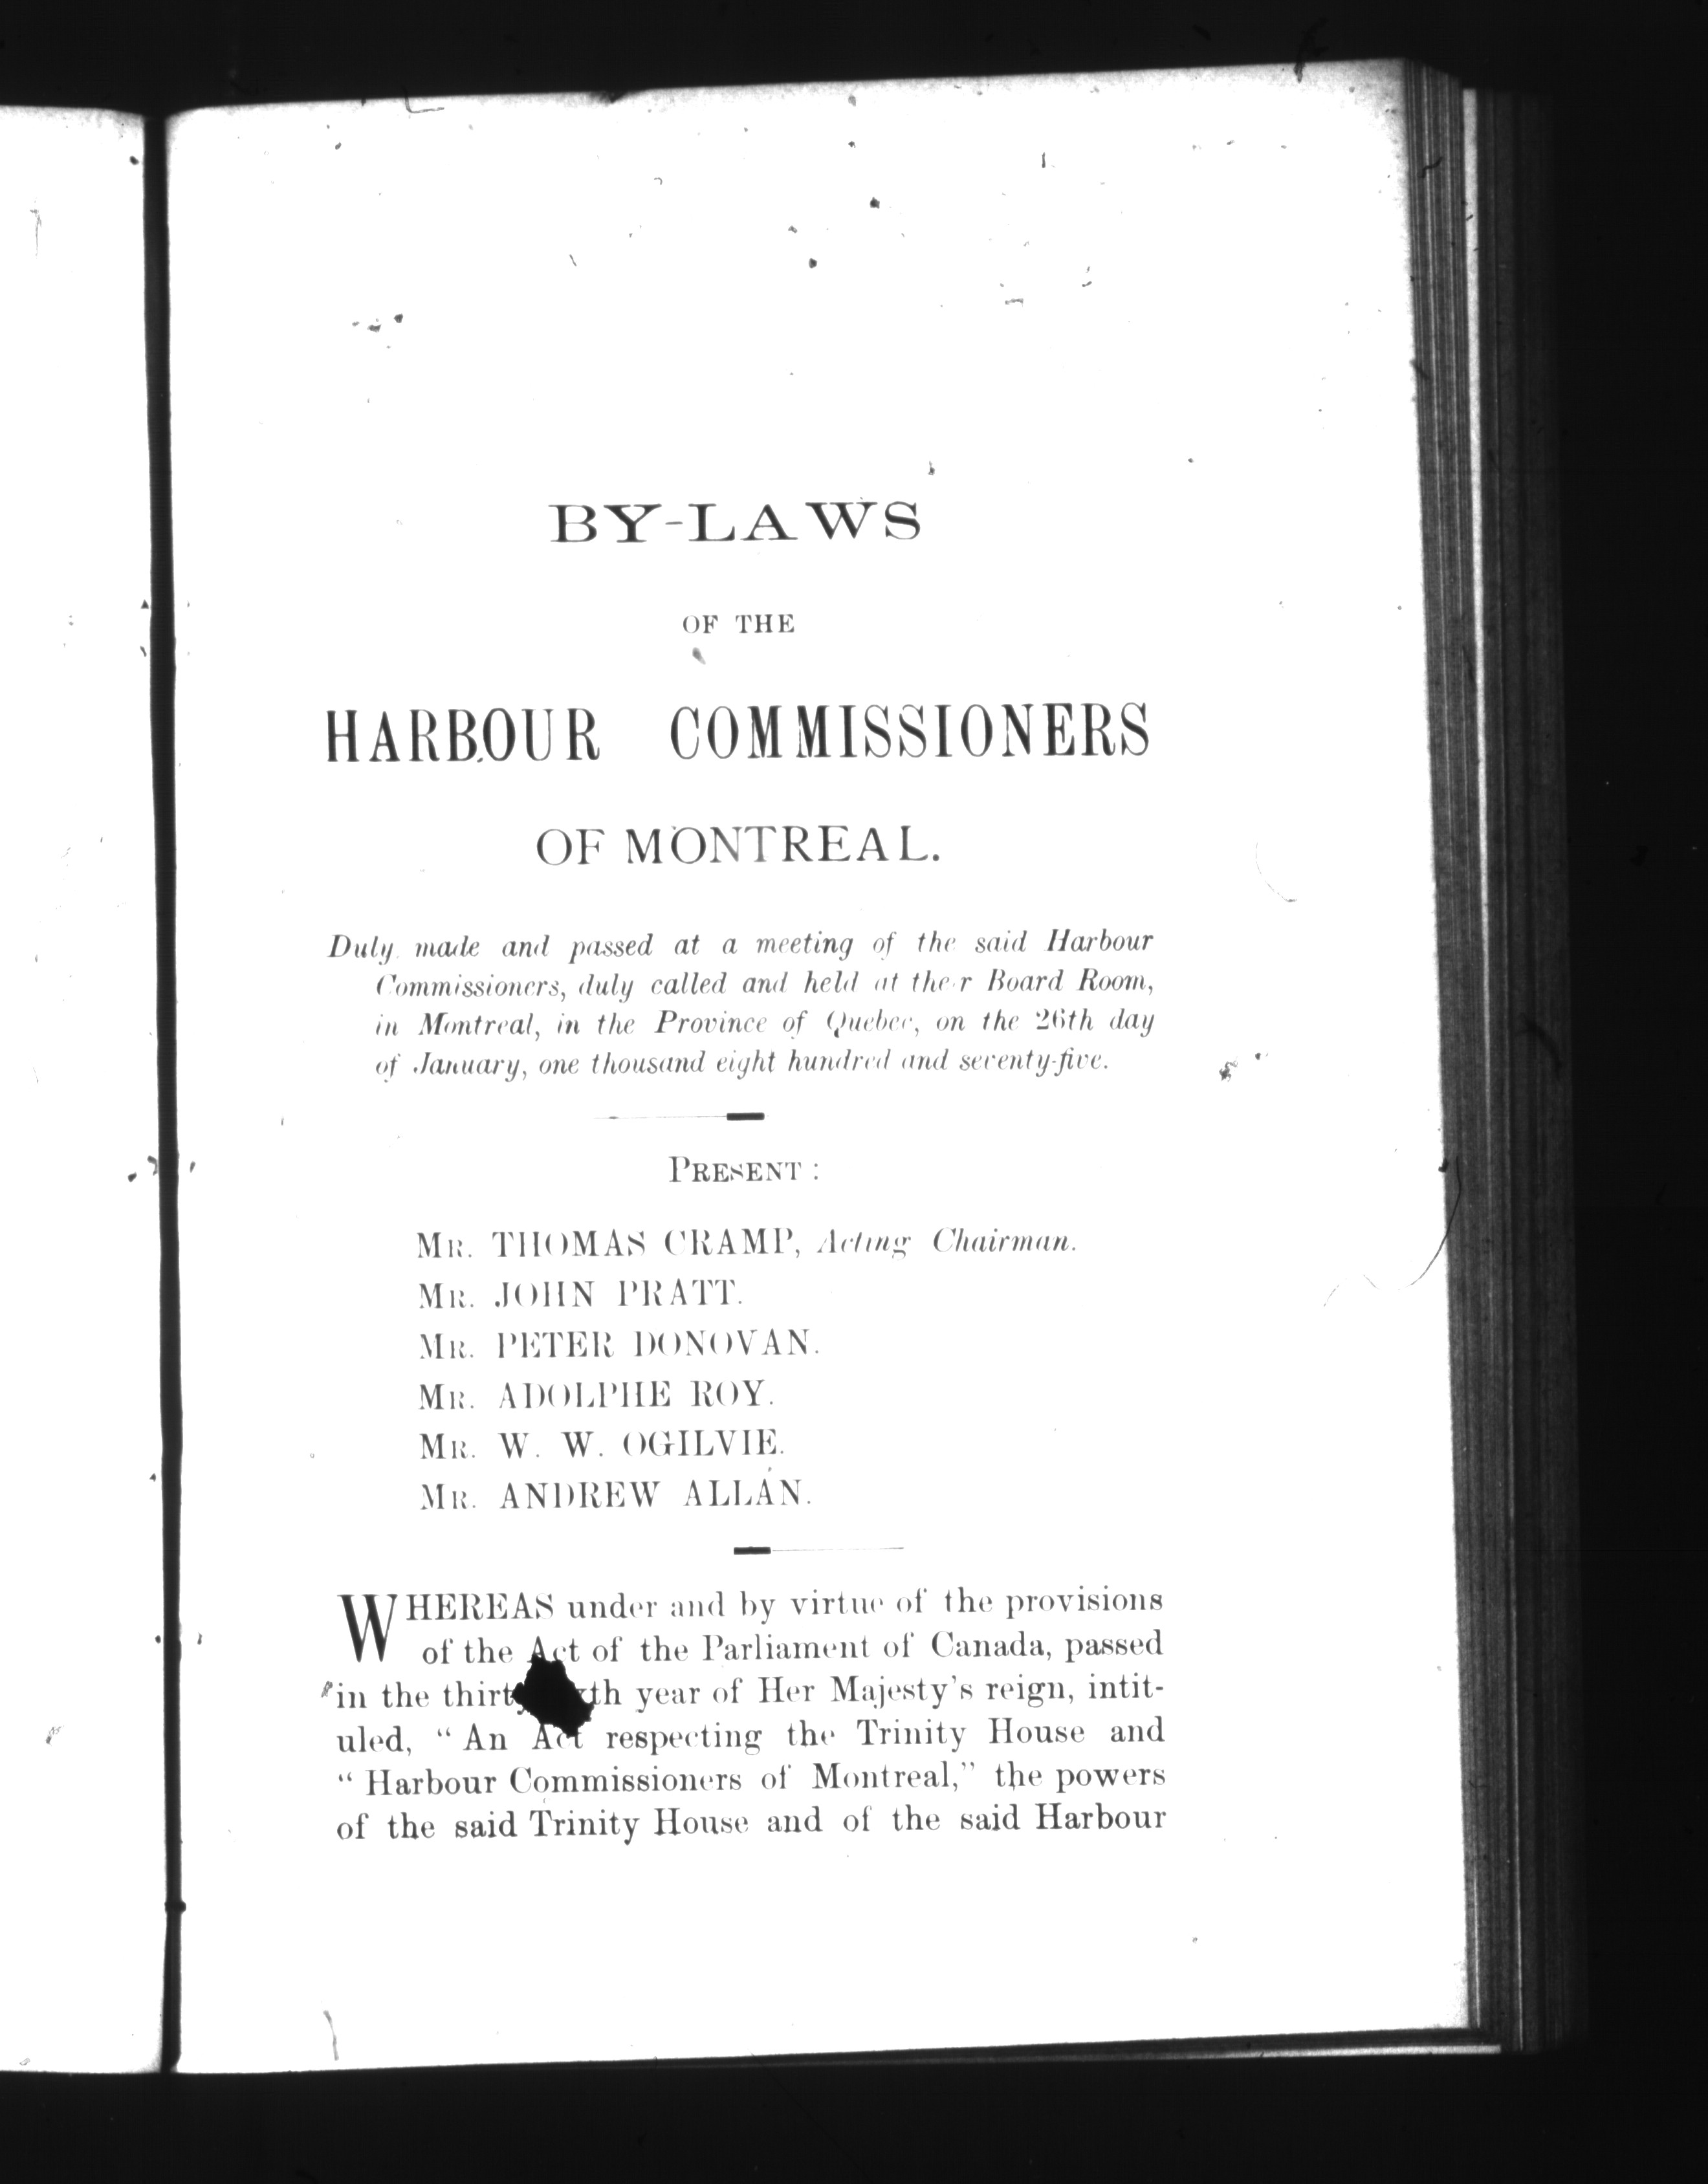 BY-LAWS
OF THE
HARBOUR COMMISSIONERS
OF MONTREAL.
Duly made and passed at a meeting of the said Harbour
Commissioners, duly called and held at their Board Room,
in Montreal, in the Province of Quebec, on the 26th day
of January, one thousand eight hundred and seventy-five.
PRESENT :
MR. THOMAS CRAMP, Acting Chairman.
MR. JOHN PRATT.
MR. PETER DONOVAN.
MR. ADOLPHE ROY.
MR. W. W. OGILVIE.
MR. ANDREW ALLAN.
WHEREAS under and by virtue of the provisions
of the Act of the Parliament of Canada, passed
in the year of Her Majesty's reign, intit-
uled, “ An Act respecting the Trinity House and
“ Harbour Commissioners of Montreal,” the powers
of the said Trinity House and of the said Harbour